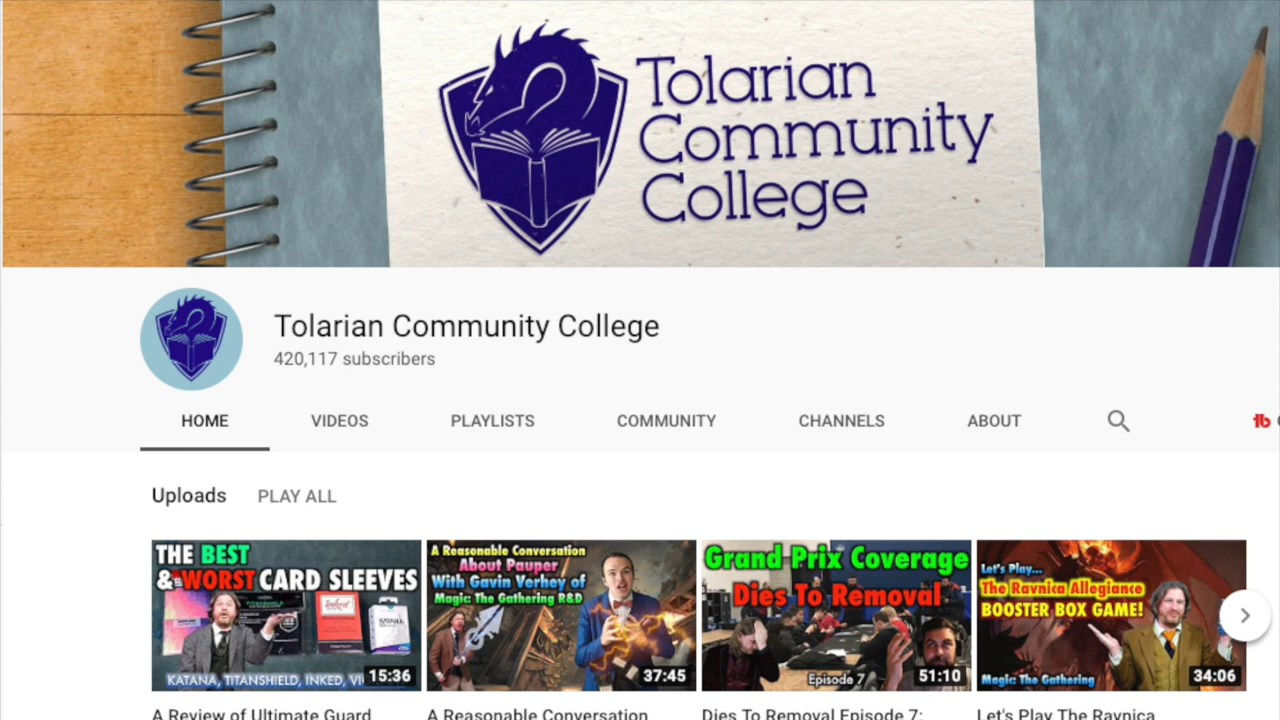 Tolarian
Community
College
Tolarian Community College
420,117 subscribers
HOME VIDEOS PLAYLISTS COMMUNITY CHANNELS ABOUT
Uploads PLAY ALL
THE BEST
& WORST CARD SLEEVES
KATANA, TITANSHIELD, INKED, VI
15:36
A Reasonable Conversation
About Pauper
With Gavin Verhey of
Magic: The Gathering R&D
37:45
Grand Prix Coverage
Dies To Removal
Episode 7
51:10
Let's Play...
The Ravnica Allegiance
BOOSTER BOX GAME!
Magic: The Gathering
34:06
A Review of Ultimate Guard
A Reasonable Conversation
Dies To Removal Episode 7:
Let's Play The Ravnica